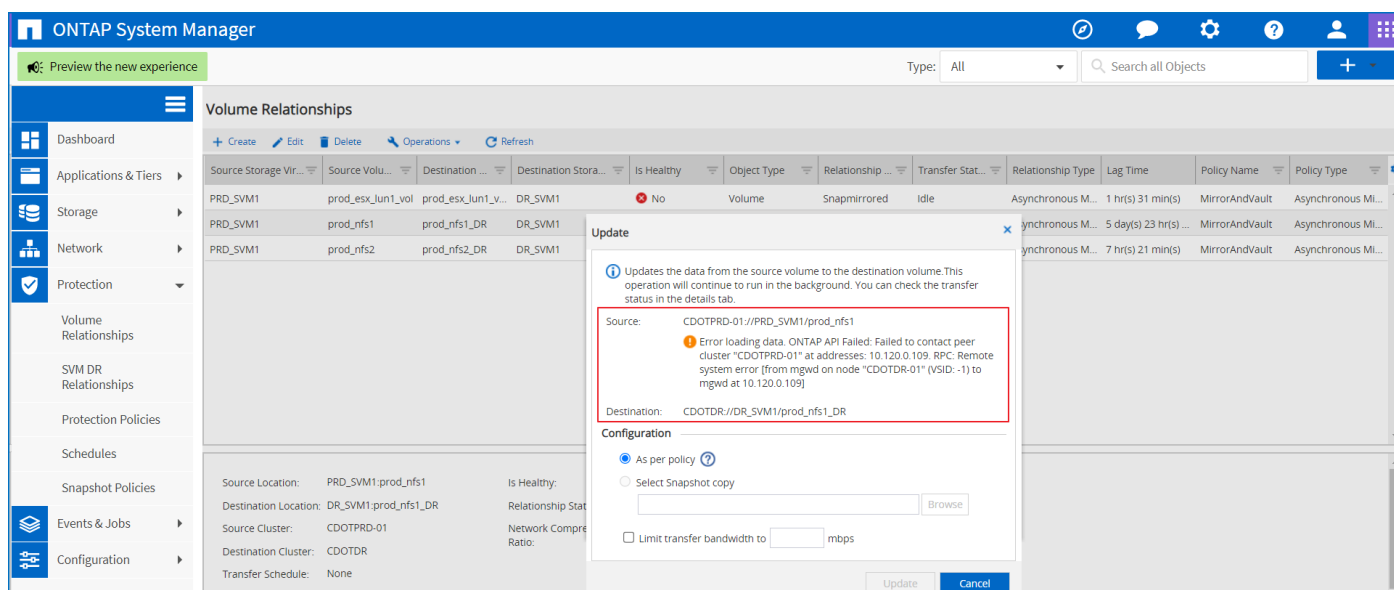 ONTAP System Manager
Preview the new experience
Type: All
Search all Objects
Volume Relationships
Dashboard
Applications & Tiers
Storage
Network
Protection
Volume
Relationships
SVM DR
Relationships
Protection Policies
Schedules
Snapshot Policies
Events & Jobs
Configuration
+ Create Edit Delete Operations Refresh
Source Storage Vir... Source Volu... Destination ... Destination Stora... Is Healthy Object Type Relationship ... Transfer Stat... Relationship Type Lag Time Policy Name Policy Type
PRD_SVM1 prod_esx_lun1_vol prod_esx_lun1_v... DR_SVM1 No Volume Snapmirrored Idle Asynchronous M... 1 hr(s) 31 min(s) MirrorAndVault Asynchronous Mi...
PRD_SVM1 prod_nfs1 prod_nfs1_DR DR_SVM1 ynchronous M... 5 day(s) 23 hr(s) ... MirrorAndVault Asynchronous Mi...
PRD_SVM1 prod_nfs2 prod_nfs2_DR DR_SVM1 ynchronous M... 7 hr(s) 21 min(s) MirrorAndVault Asynchronous Mi...
Update
Updates the data from the source volume to the destination volume.This
operation will continue to run in the background. You can check the transfer
status in the details tab.
Source: CDOTPRD-01://PRD_SVM1/prod_nfs1
Error loading data. ONTAP API Failed: Failed to contact peer
cluster "CDOTPRD-01" at addresses: 10.120.0.109. RPC: Remote
system error [from mgwd on node "CDOTDR-01" (VSID: -1) to
mgwd at 10.120.0.109]
Destination: CDOTDR://DR_SVM1/prod_nfs1_DR
Configuration
As per policy
Select Snapshot copy
Browse
Limit transfer bandwidth to mbps
Update Cancel
Source Location: PRD_SVM1:prod_nfs1 Is Healthy:
Destination Location: DR_SVM1:prod_nfs1_DR Relationship Stat
Source Cluster: CDOTPRD-01 Network Compre
Ratio:
Destination Cluster: CDOTDR
Transfer Schedule: None